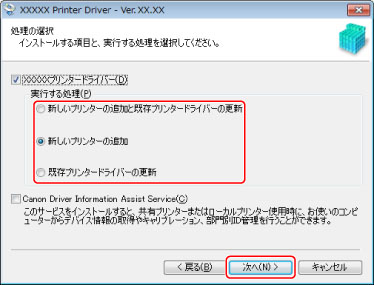 XXXXX Printer Driver - Ver.XX.XX
処理の選択
インストールする項目と、実行する処理を選択してください。
XXXXXプリンタードライバー(D)
実行する処理(P)
新しいプリンターの追加と既存プリンタードライバーの更新
新しいプリンターの追加
既存プリンタードライバーの更新
Canon Driver Information Assist Service(C)
このサービスをインストールすると、共有プリンターまたはローカルプリンター使用時に、お使いのコンピ
ューターからデバイス情報の取得やキャリブレーション、部門別ID管理を行うことができます。
< 戻る(B)
次へ(N) >
キャンセル